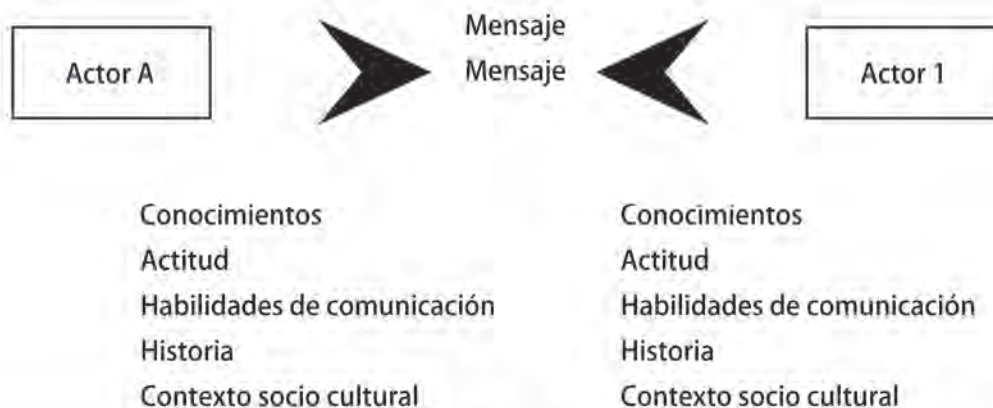 Mensaje
Actor A
Mensaje
Actor 1
Conocimientos
Actitud
Habilidades de comunicación
Historia
Contexto socio cultural
Conocimientos
Actitud
Habilidades de comunicación
Historia
Contexto socio cultural